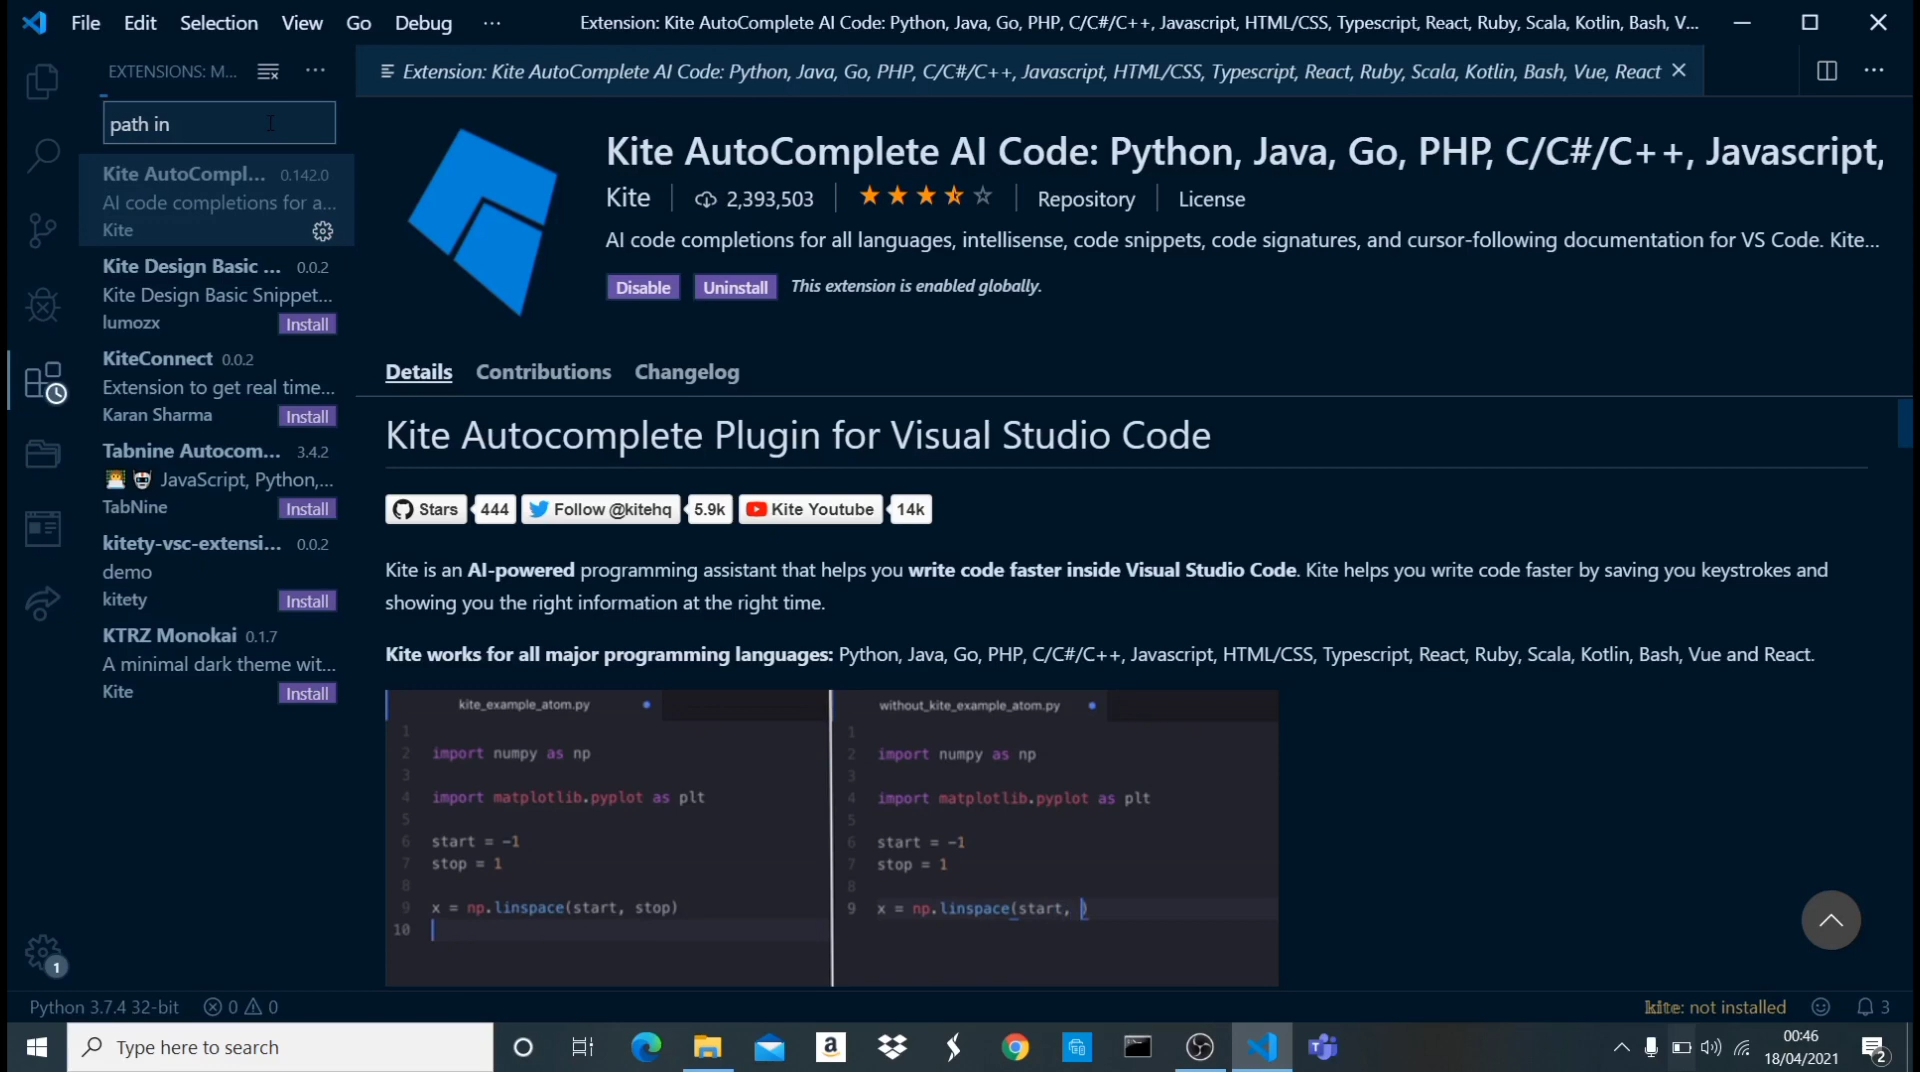 File Edit Selection View Go Debug ··· Extension: Kite AutoComplete AI Code: Python, Java, Go, PHP, C/C#/C++, Javascript, HTML/CSS, Typescript, React, Ruby, Scala, Kotlin, Bash, V...
EXTENSIONS: M... ···
Extension: Kite AutoComplete AI Code: Python, Java, Go, PHP, C/C#/C++, Javascript, HTML/CSS, Typescript, React, Ruby, Scala, Kotlin, Bash, Vue, React
path in
Kite AutoCompl... 0.142.0
AI code completions for a...
Kite
Kite Design Basic ... 0.0.2
Kite Design Basic Snippet...
lumozx Install
KiteConnect 0.0.2
Extension to get real time...
Karan Sharma Install
Tabnine Autocom... 3.4.2
JavaScript, Python,...
TabNine Install
kitety-vsc-extensi... 0.0.2
demo
kitety Install
KTRZ Monokai 0.1.7
A minimal dark theme wit...
Kite Install
Kite AutoComplete AI Code: Python, Java, Go, PHP, C/C#/C++, Javascript,
Kite 2,393,503 Repository License
AI code completions for all languages, intellisense, code snippets, code signatures, and cursor-following documentation for VS Code. Kite...
Disable Uninstall This extension is enabled globally.
Details Contributions Changelog
Kite Autocomplete Plugin for Visual Studio Code
Stars 444 Follow @kitehq 5.9k Kite Youtube 14k
Kite is an AI-powered programming assistant that helps you write code faster inside Visual Studio Code. Kite helps you write code faster by saving you keystrokes and
showing you the right information at the right time.
Kite works for all major programming languages: Python, Java, Go, PHP, C/C#/C++, Javascript, HTML/CSS, Typescript, React, Ruby, Scala, Kotlin, Bash, Vue and React.
kite_example_atom.py
1
2 import numpy as np
3
4 import matplotlib.pyplot as plt
5
6 start = -1
7 stop = 1
8
9 x = np.linspace(start, stop)
10
without_kite_example_atom.py
1
2 import numpy as np
3
4 import matplotlib.pyplot as plt
5
6 start = -1
7 stop = 1
8
9 x = np.linspace(start, )
1
Python 3.7.4 32-bit 0 0 kite: not installed 3
Type here to search
a
00:46
18/04/2021
2